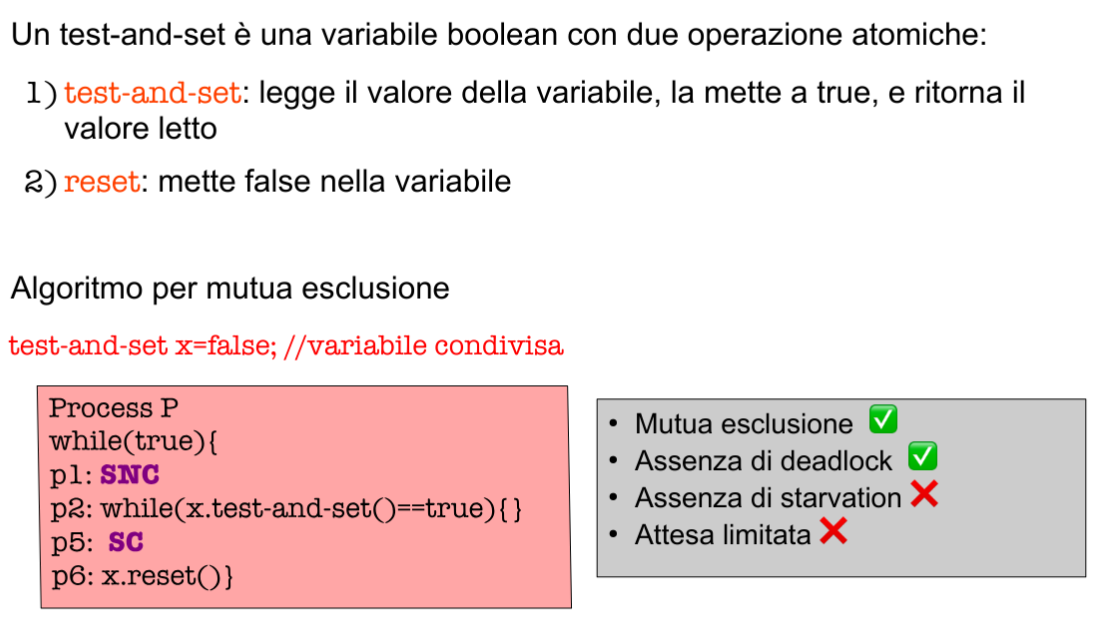 Un test-and-set è una variabile boolean con due operazione atomiche:
1) test-and-set: legge il valore della variabile, la mette a true, e ritorna il
valore letto
2) reset: mette false nella variabile
Algoritmo per mutua esclusione
test-and-set x=false; //variabile condivisa
Process P
while(true){
p1: SNC
p2: while(x.test-and-set()==true){}
p5: SC
p6: x.reset()}
• Mutua esclusione ✅
• Assenza di deadlock ✅
• Assenza di starvation ❌
• Attesa limitata ❌